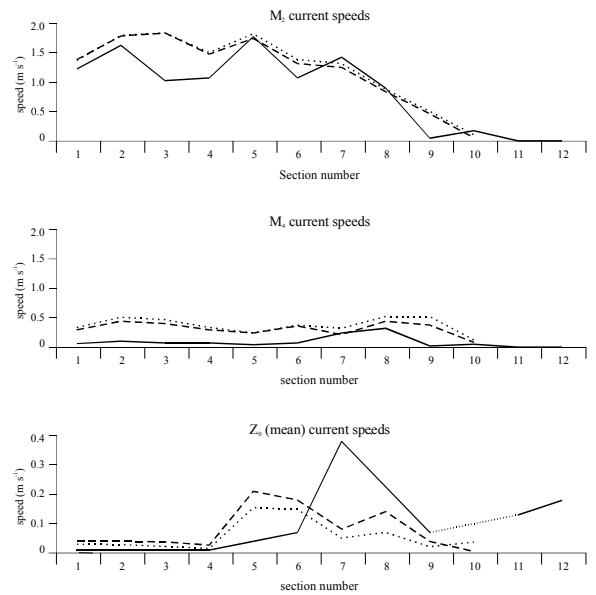 M₂ current speeds
speed (m s⁻¹)
2.0
1.5
1.0
0.5
0
1 2 3 4 5 6 7 8 9 10 11 12
Section number
M₄ current speeds
speed (m s⁻¹)
2.0
1.5
1.0
0.5
0
1 2 3 4 5 6 7 8 9 10 11 12
section number
Z₀ (mean) current speeds
speed (m s⁻¹)
0.4
0.3
0.2
0.1
0
1 2 3 4 5 6 7 8 9 10 11 12
section number